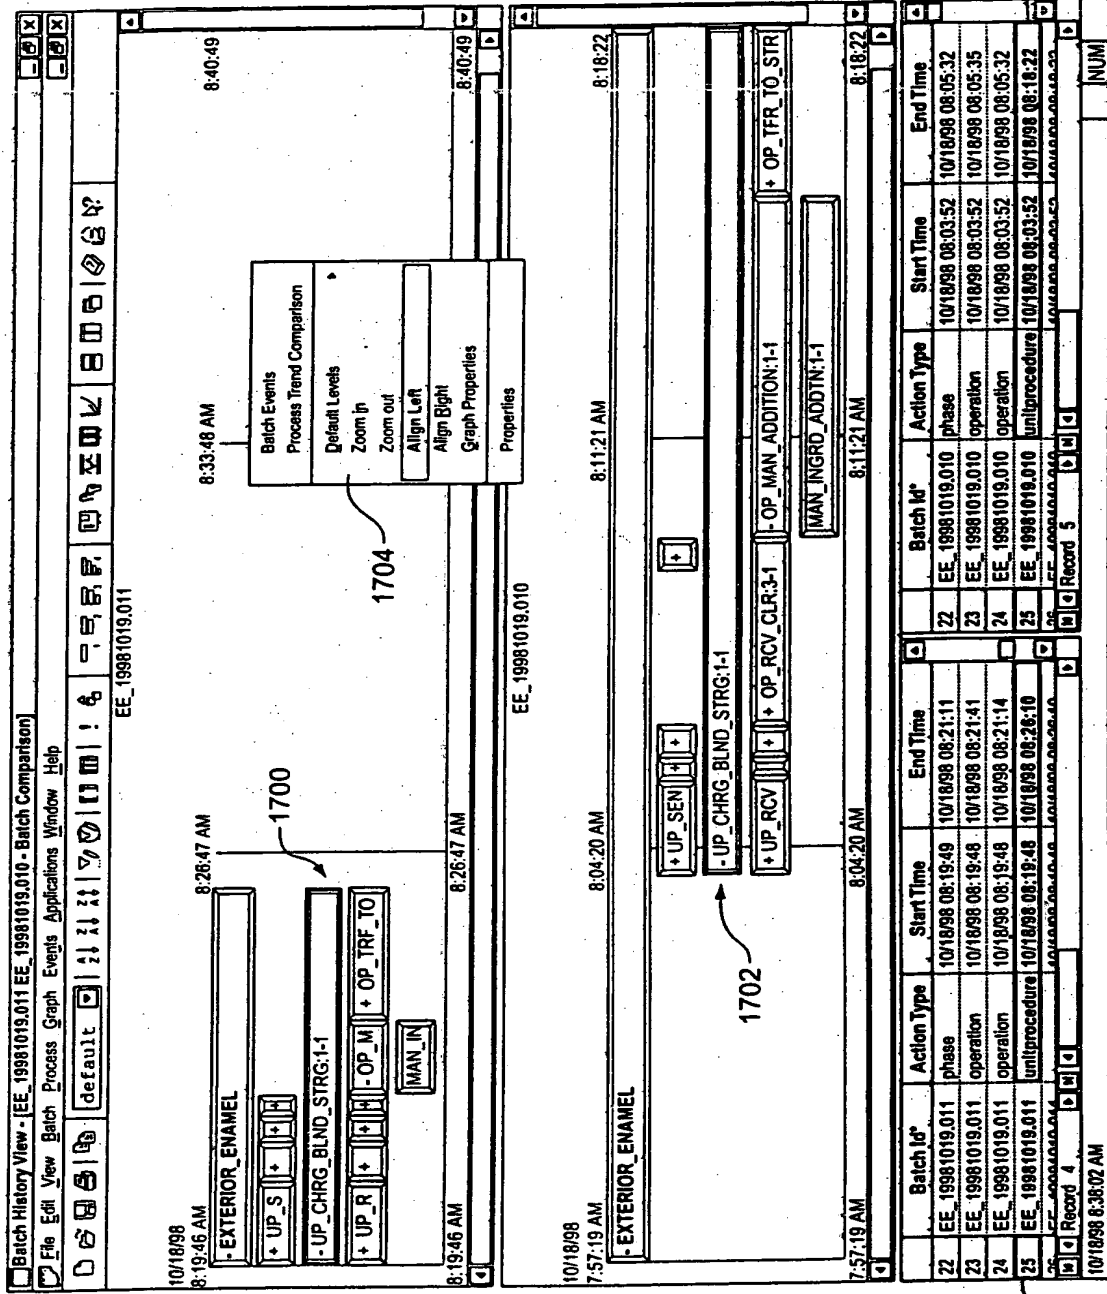 Batch History View - [EE_19981019.011 EE_19981019.010 - Batch Comparison]
File Edit View Batch Process Graph Events Applications Window Help
default
EE_19981019.011
10/18/98
8:19:46 AM 8:26:47 AM 8:33:48 AM 8:40:49
- EXTERIOR_ENAMEL
+ UP_S + + +
- UP_CHRG_BLND_STRG:1-1
+ UP_R + + - OP_M + OP_TRF_TO
MAN_IN
8:19:46 AM 8:26:47 AM 8:40:49
1700
1704
Batch Events
Process Trend Comparison
Default Levels
Zoom in
Zoom out
Align Left
Align Right
Graph Properties
Properties
EE_19981019.010
10/18/98
7:57:19 AM 8:04:20 AM 8:11:21 AM 8:18:22
- EXTERIOR_ENAMEL
+ UP_SEN + + +
- UP_CHRG_BLND_STRG:1-1
+ UP_RCV + + OP_RCV_CLR:3-1 - OP_MAN_ADDITION:1-1 + OP_TFR_TO_STR
MAN_INGRD_ADDTN:1-1
7:57:19 AM 8:04:20 AM 8:11:21 AM 8:18:22
1702
Batch Id* Action Type Start Time End Time
22 EE_19981019.011 phase 10/18/98 08:19:49 10/18/98 08:21:11
23 EE_19981019.011 operation 10/18/98 08:19:48 10/18/98 08:21:41
24 EE_19981019.011 operation 10/18/98 08:19:48 10/18/98 08:21:14
25 EE_19981019.011 unitprocedure 10/18/98 08:19:48 10/18/98 08:26:10
Record 4
Batch Id* Action Type Start Time End Time
22 EE_19981019.010 phase 10/18/98 08:03:52 10/18/98 08:05:32
23 EE_19981019.010 operation 10/18/98 08:03:52 10/18/98 08:05:35
24 EE_19981019.010 operation 10/18/98 08:03:52 10/18/98 08:05:32
25 EE_19981019.010 unitprocedure 10/18/98 08:03:52 10/18/98 08:18:22
Record 5
10/18/98 8:38:02 AM
NUM